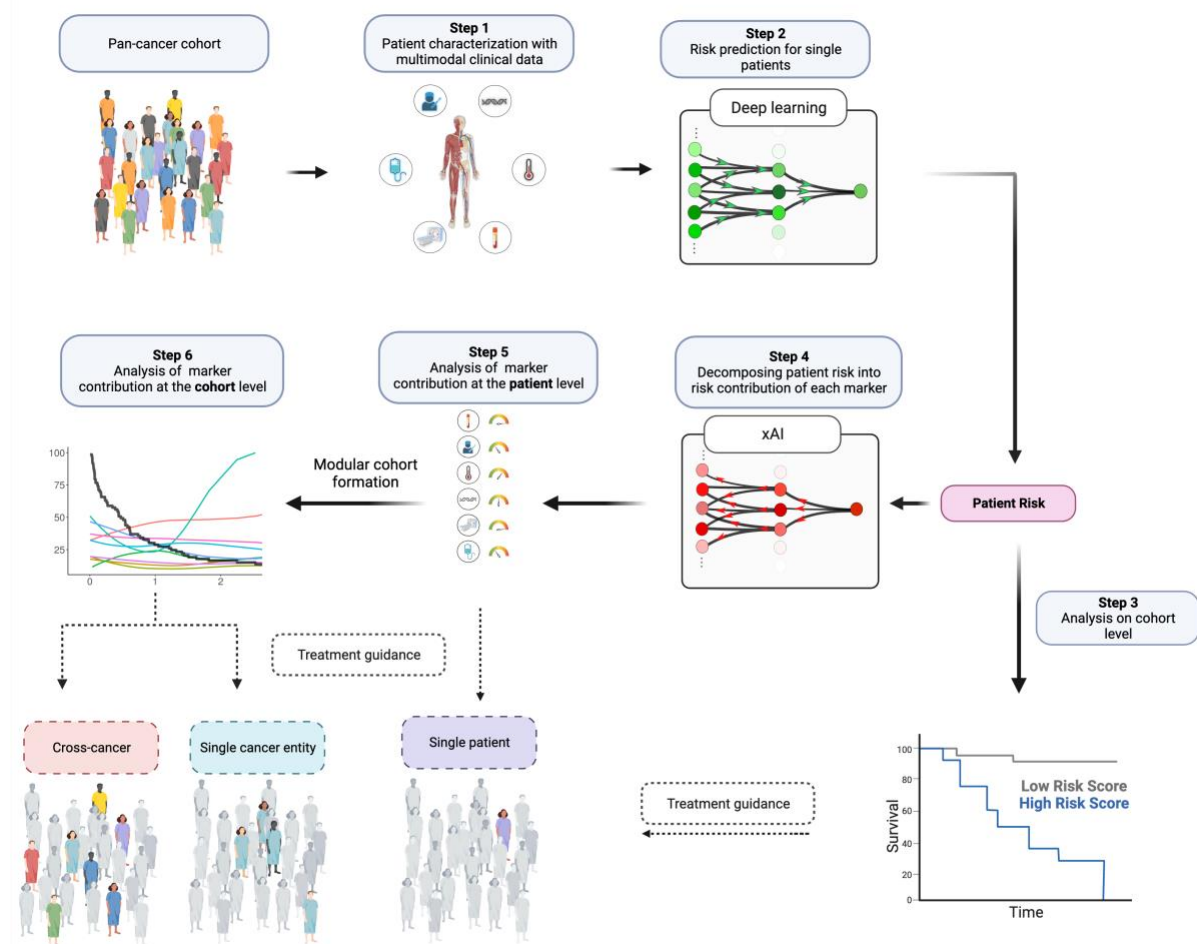 Pan-cancer cohort
Step 1
Patient characterization with
multimodal clinical data
Step 2
Risk prediction for single
patients
Deep learning
Step 6
Analysis of marker
contribution at the cohort level
Step 5
Analysis of marker
contribution at the patient level
Step 4
Decomposing patient risk into
risk contribution of each marker
xAI
Modular cohort
formation
Patient Risk
100
75
50
25
0
1
2
Step 3
Analysis on cohort
level
Treatment guidance
Cross-cancer
Single cancer entity
Single patient
Treatment guidance
100
80
60
40
20
0
Survival
Low Risk Score
High Risk Score
Time